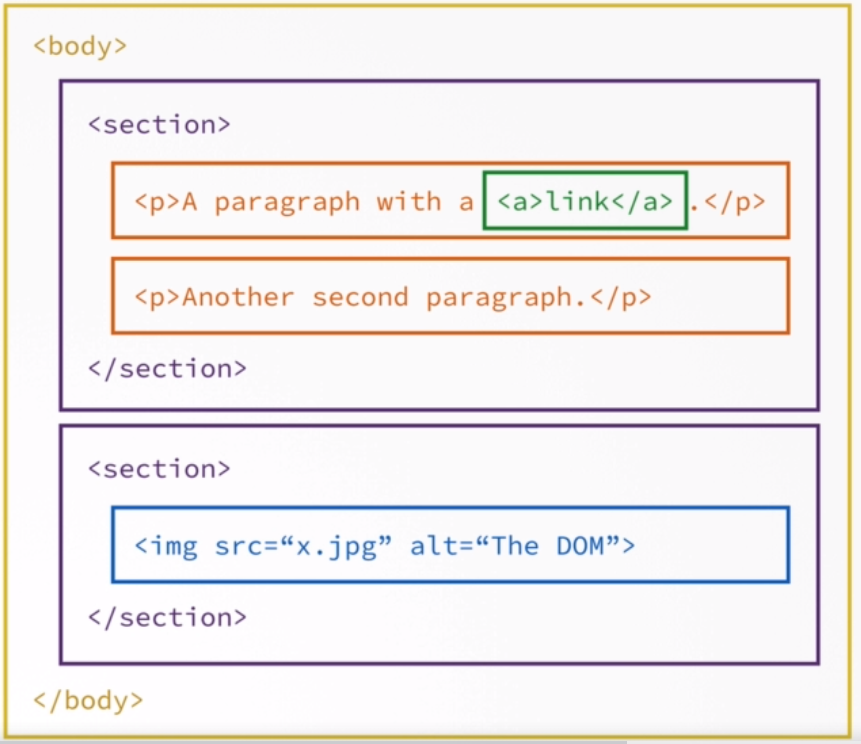 <body>
<section>
<p>A paragraph with a <a>link</a>.</p>
<p>Another second paragraph.</p>
</section>
<section>
<img src=“x.jpg” alt=“The DOM”>
</section>
</body>